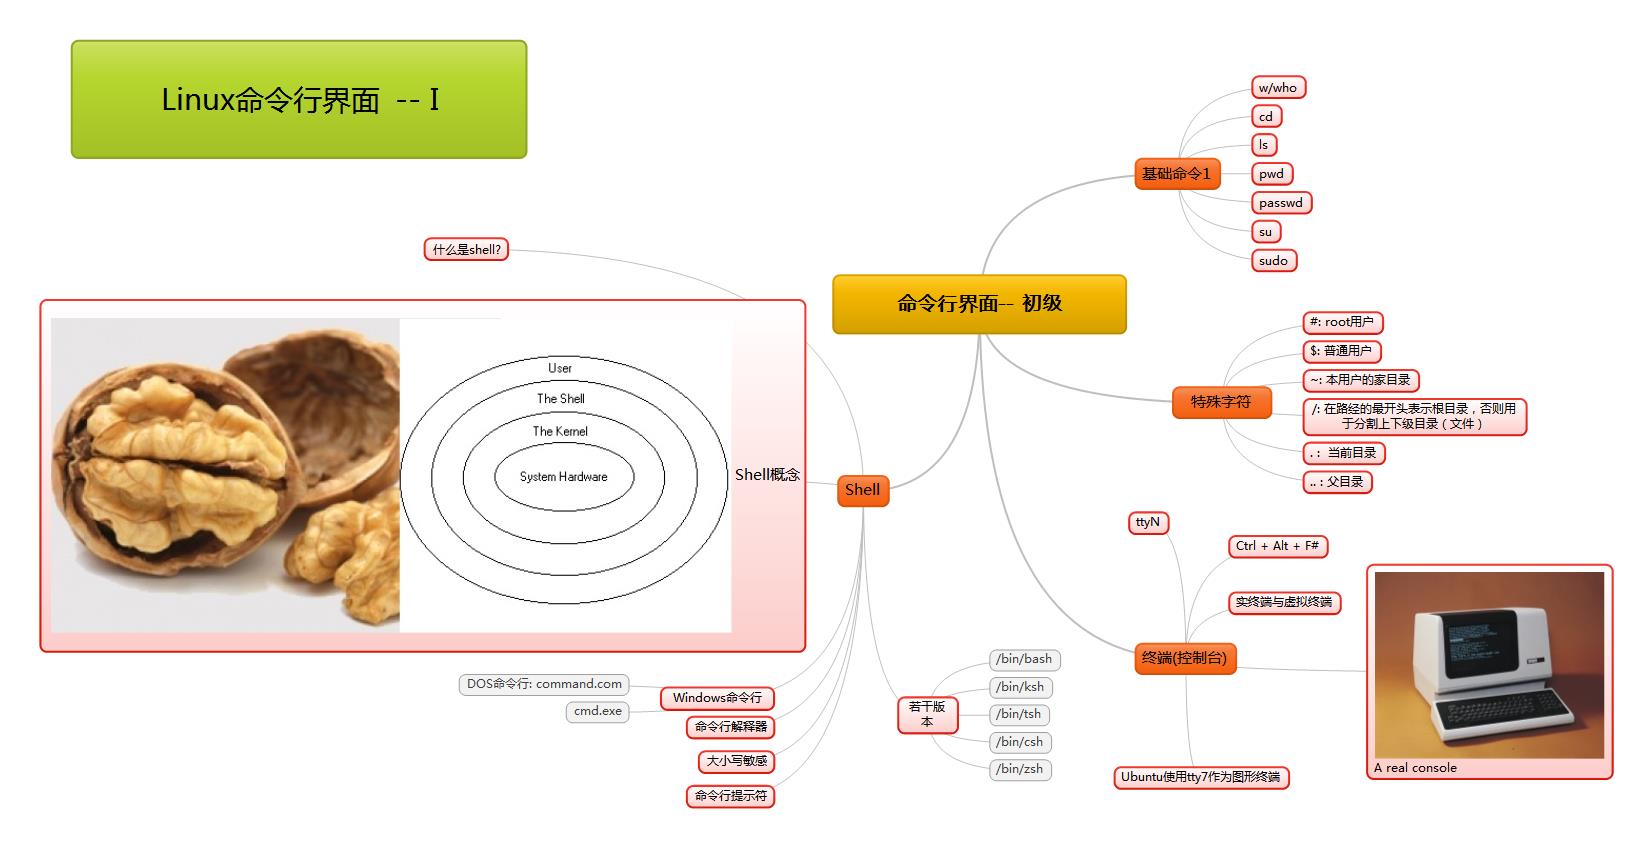 Linux命令行界面 -- I
命令行界面-- 初级
基础命令1
w/who
cd
ls
pwd
passwd
su
sudo
特殊字符
#: root用户
$: 普通用户
~: 本用户的家目录
/: 在路经的最开头表示根目录，否则用
于分割上下级目录（文件）
. :  当前目录
.. : 父目录
终端(控制台)
ttyN
Ctrl + Alt + F#
实终端与虚拟终端
A real console
Ubuntu使用tty7作为图形终端
Shell
什么是shell?
Shell概念
User
The Shell
The Kernel
System Hardware
Windows命令行
DOS命令行: command.com
cmd.exe
命令行解释器
大小写敏感
命令行提示符
若干版
本
/bin/bash
/bin/ksh
/bin/tsh
/bin/csh
/bin/zsh